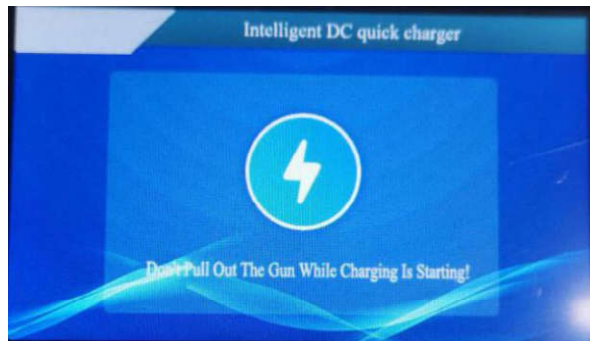 Intelligent DC quick charger
Don't Pull Out The Gun While Charging Is Starting!